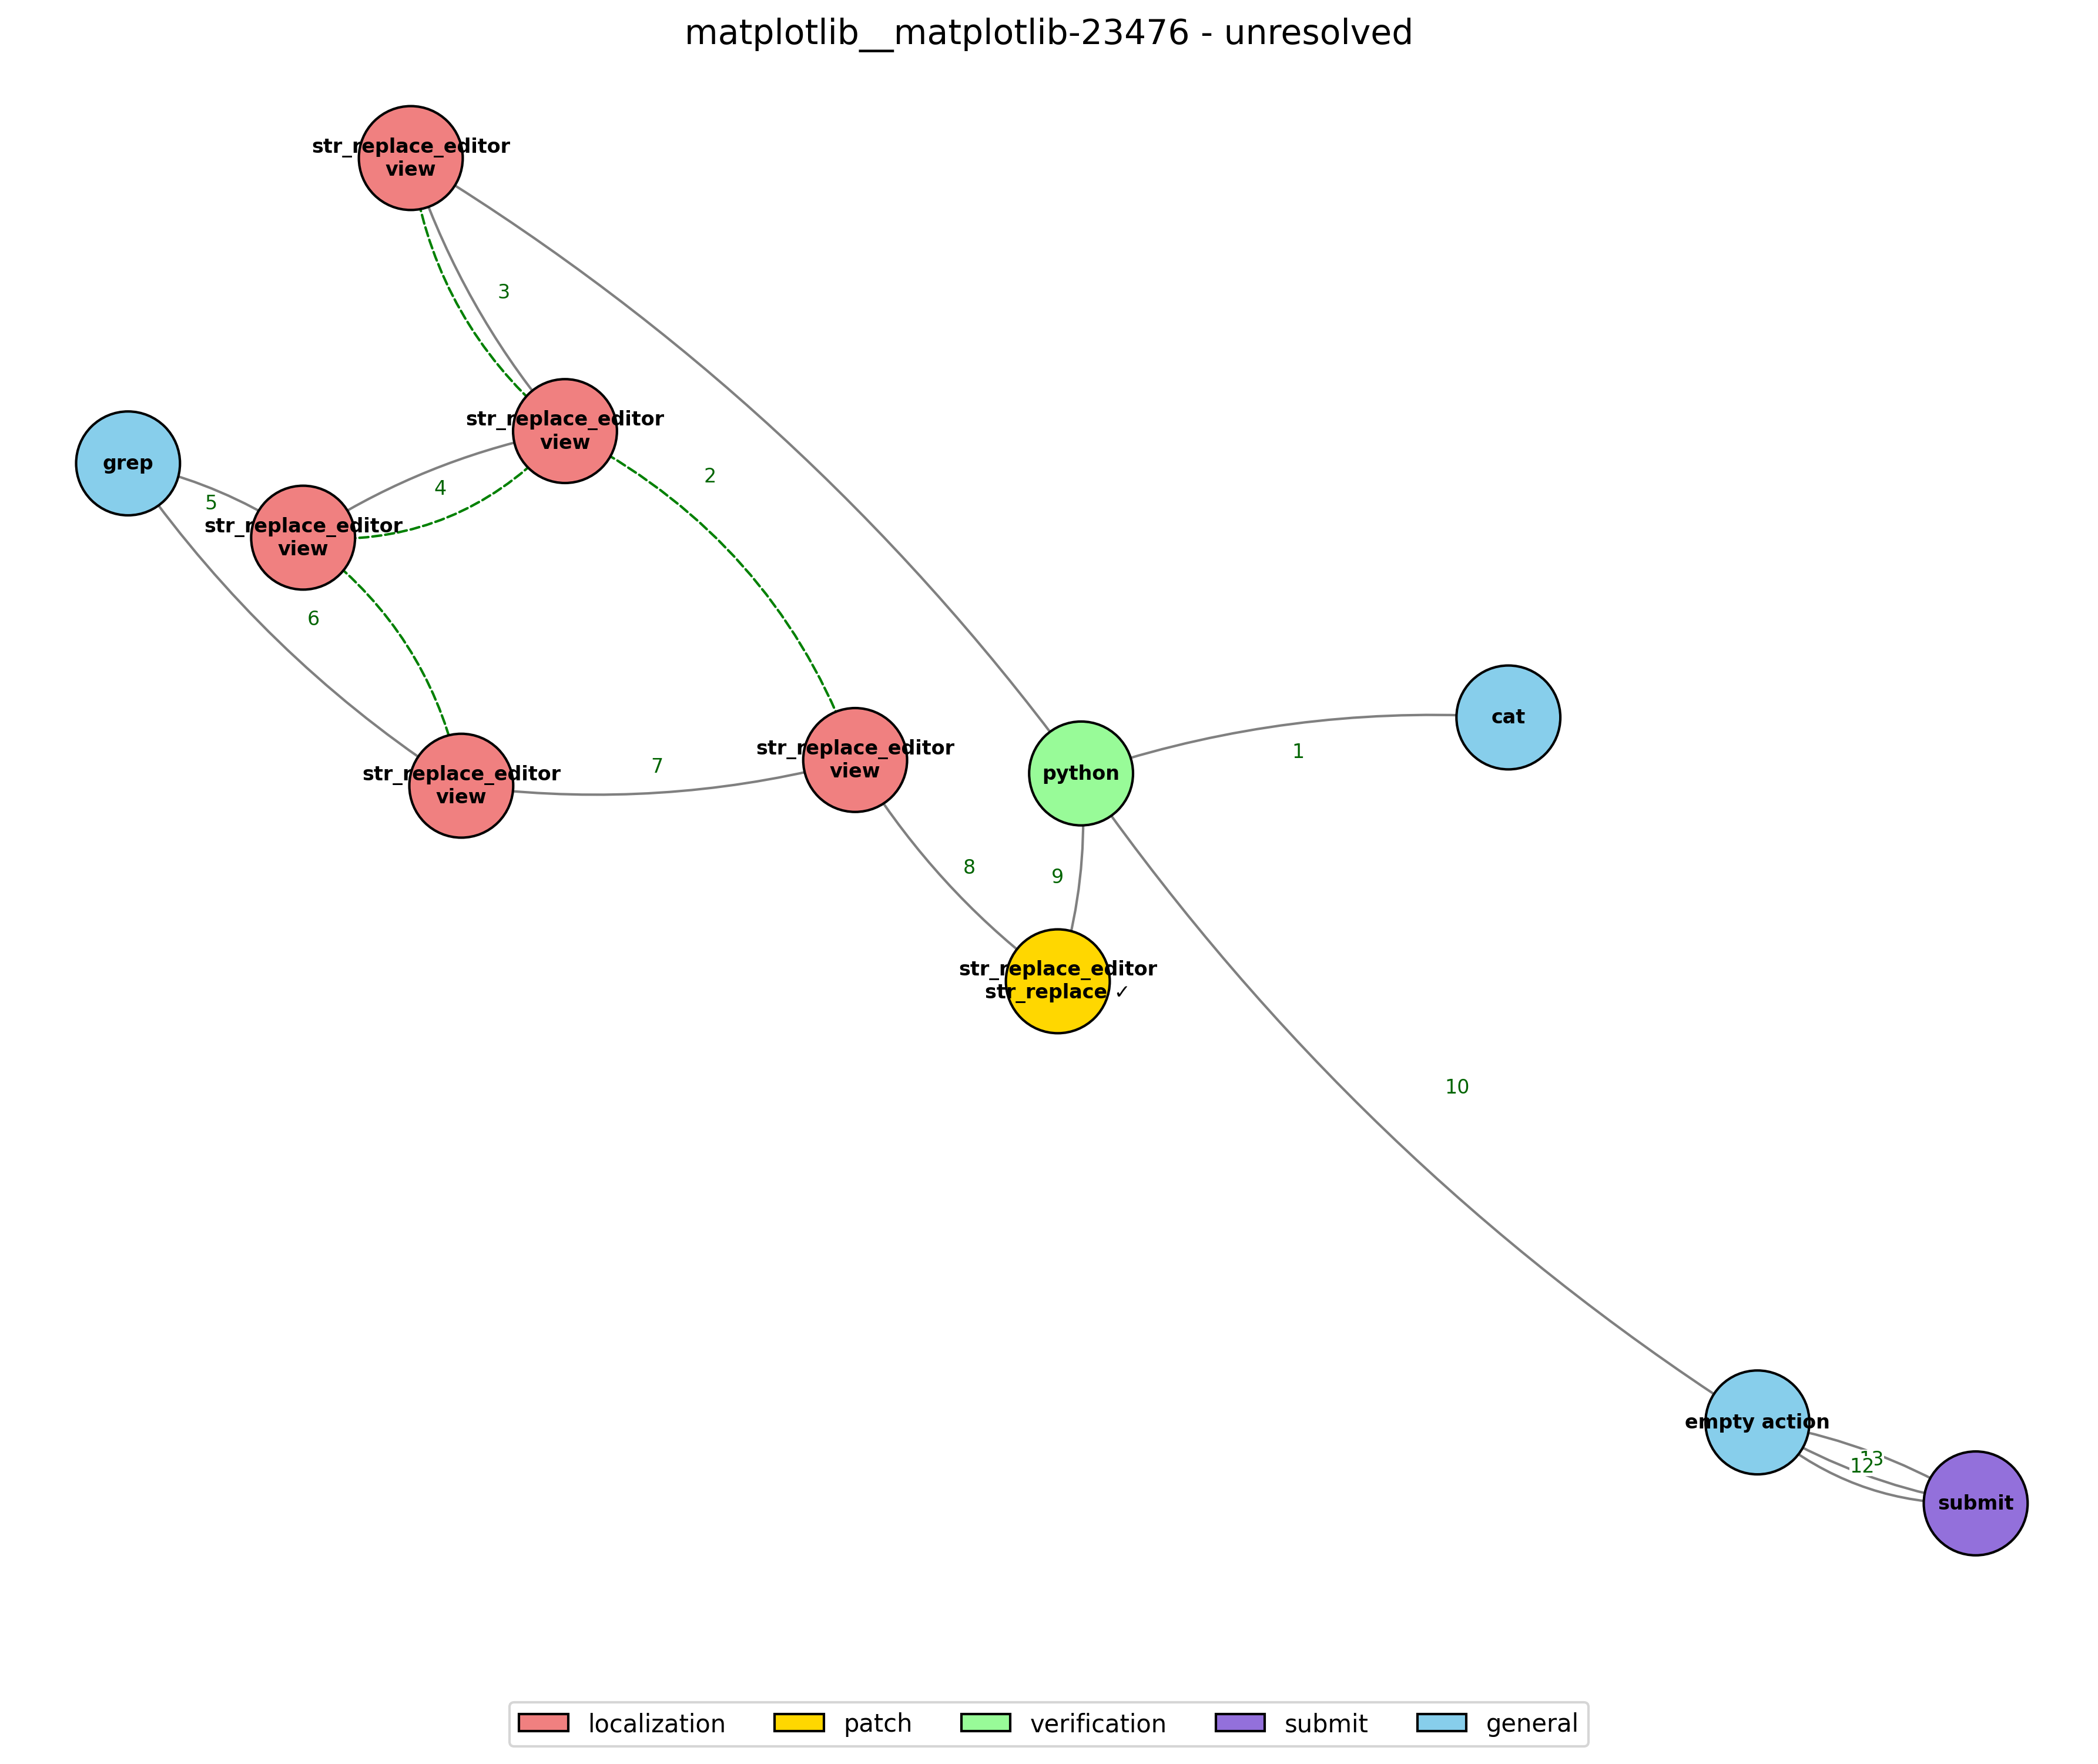 matplotlib__matplotlib-23476 - unresolved
str_replace_editor
view
3
str_replace_editor
view
grep
2
4
5
str_replace_editor
view
6
cat
1
str_replace_editor
view
python
str_replace_editor
view
7
8
9
str_replace_editor
str_replace ✓
10
empty action
12
3
submit
localization
patch
verification
submit
general